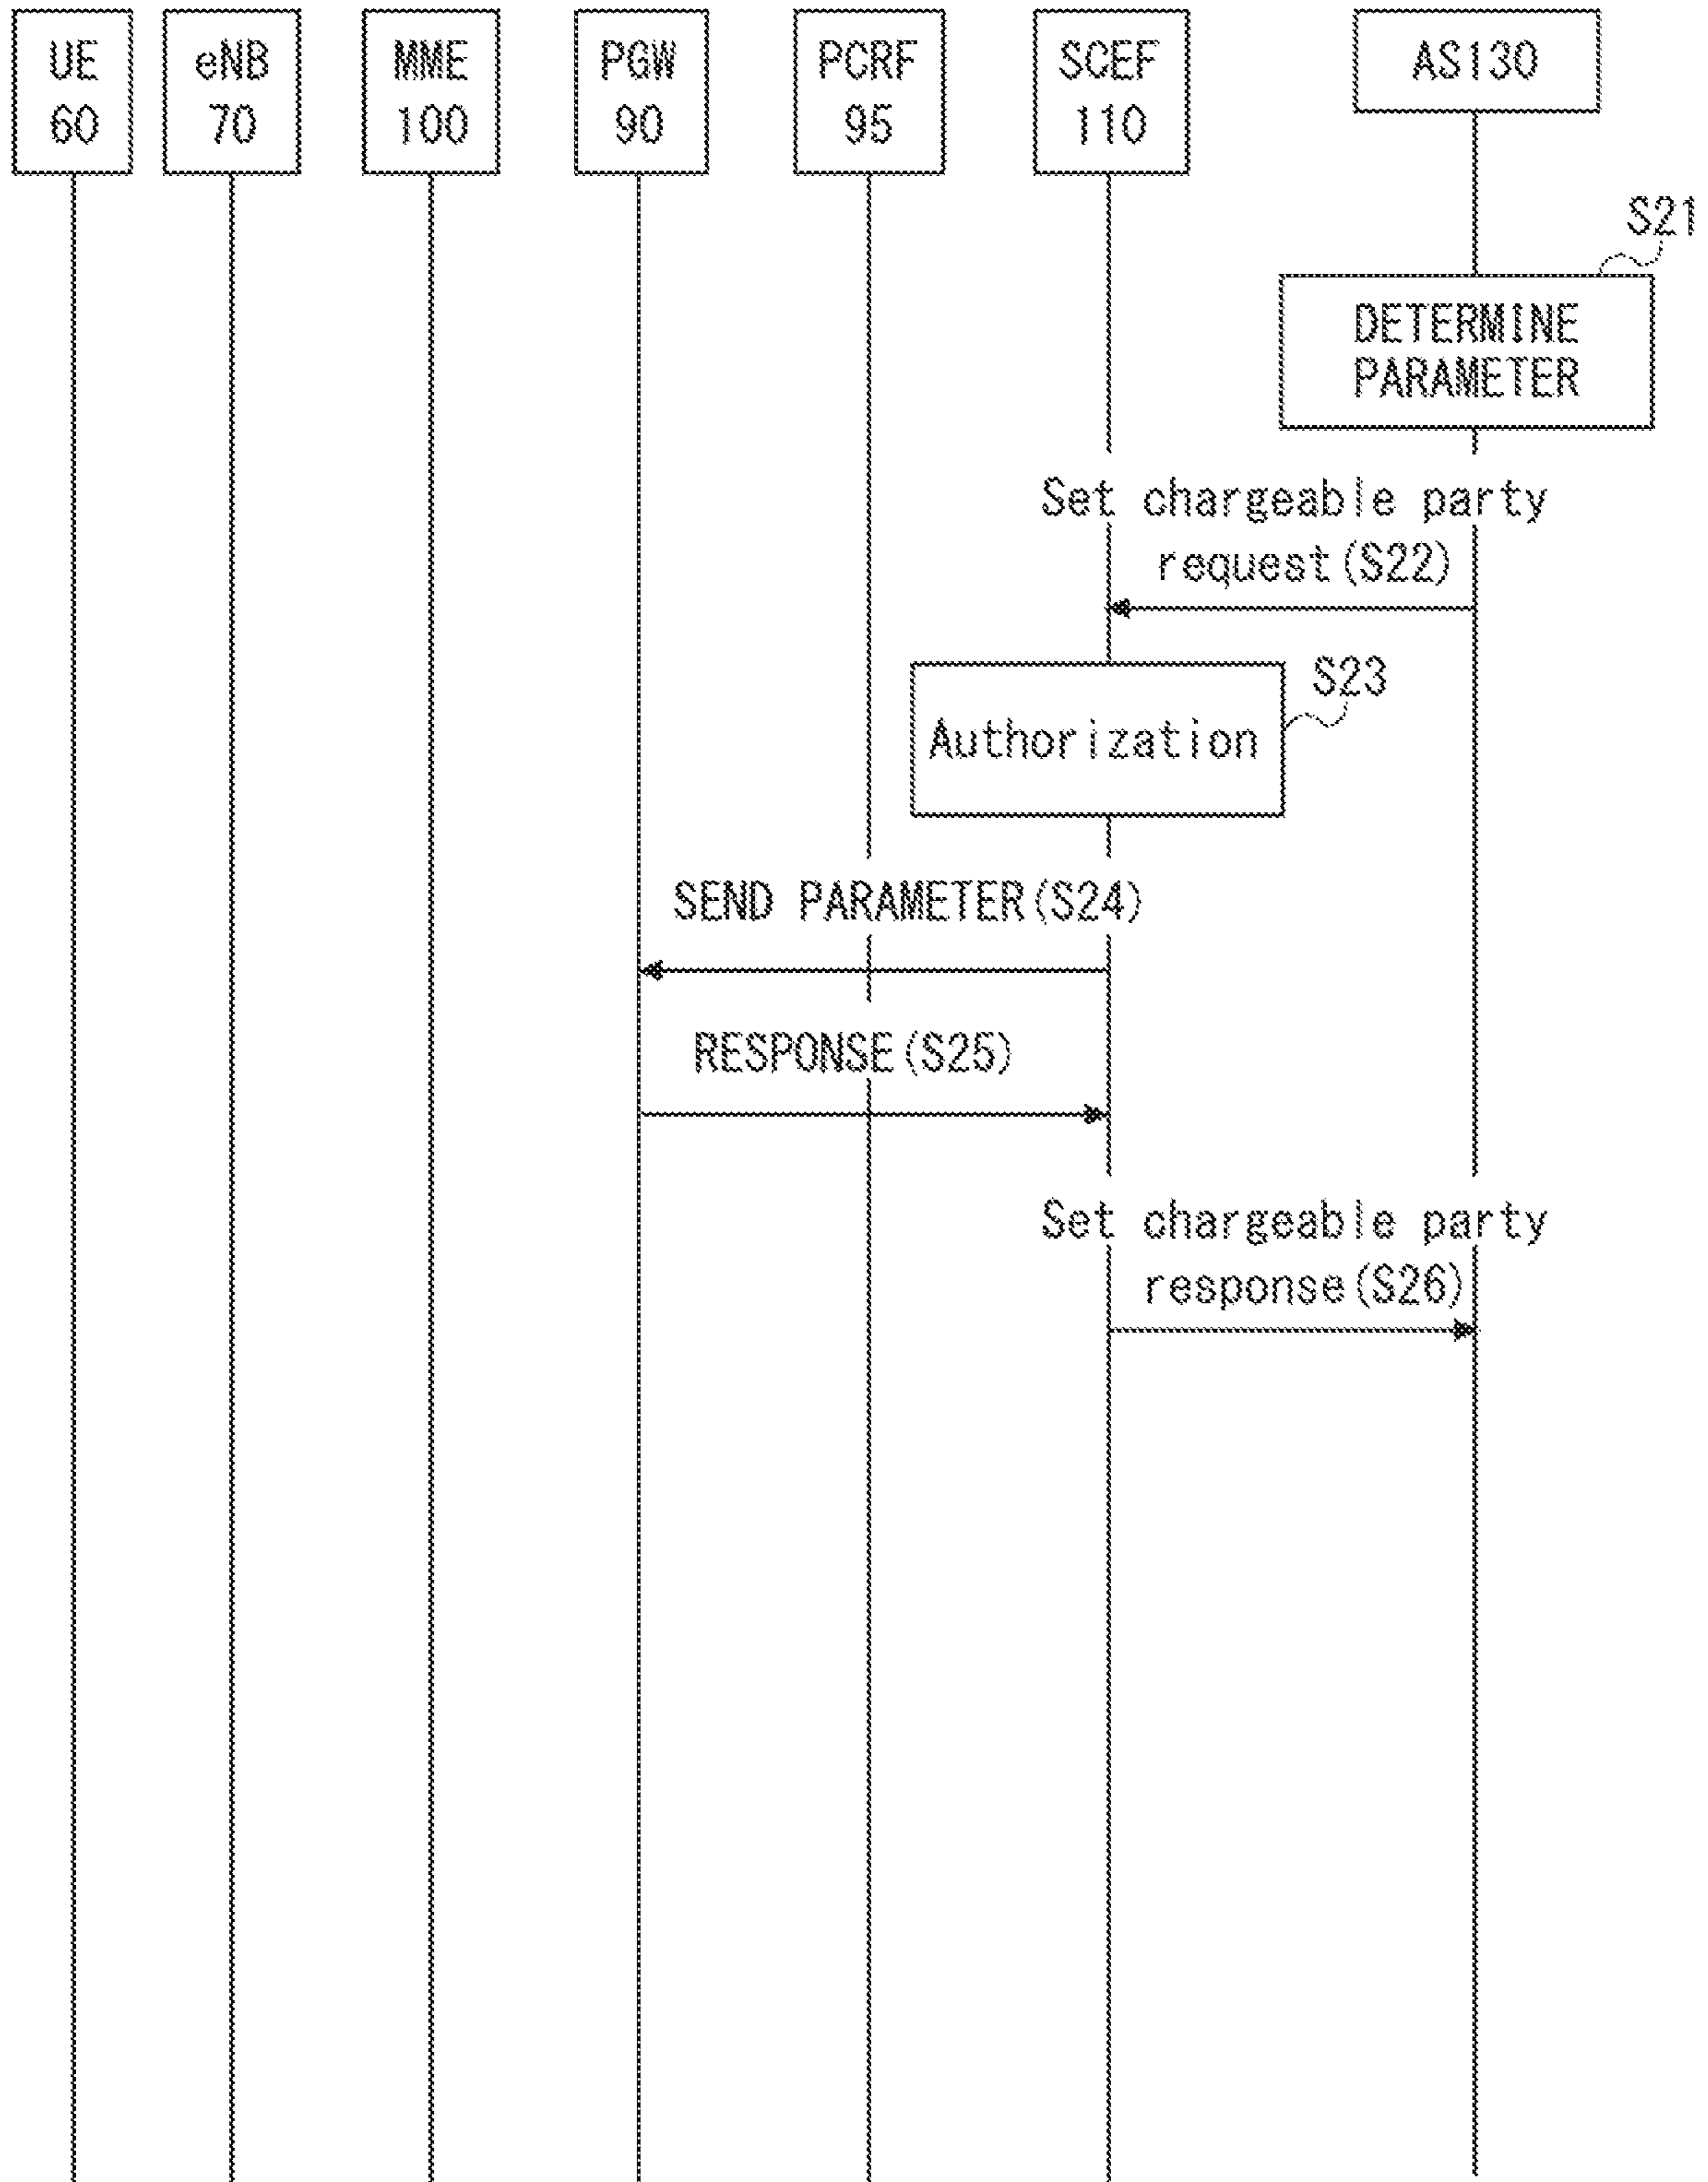 UE
60
eNB
70
MME
100
PGW
90
PCRF
95
SCEF
110
AS130
S21
DETERMINE
PARAMETER
Set chargeable party
request(S22)
S23
Authorization
SEND PARAMETER(S24)
RESPONSE(S25)
Set chargeable party
response(S26)